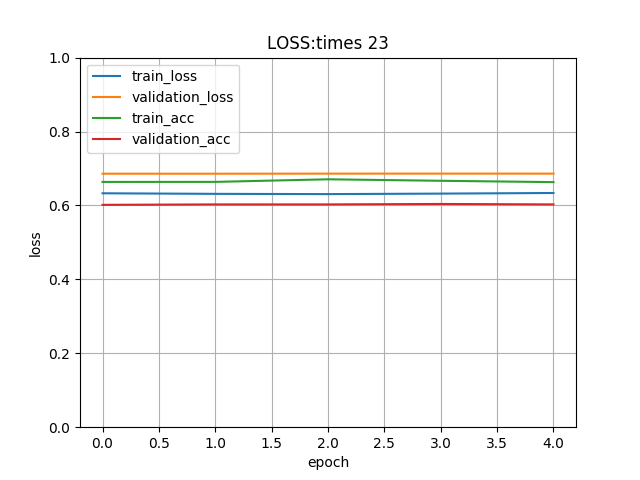 LOSS:times 23
1.0
0.8
0.6
0.4
0.2
0.0
loss
train_loss
validation_loss
train_acc
validation_acc
0.0 0.5 1.0 1.5 2.0 2.5 3.0 3.5 4.0
epoch